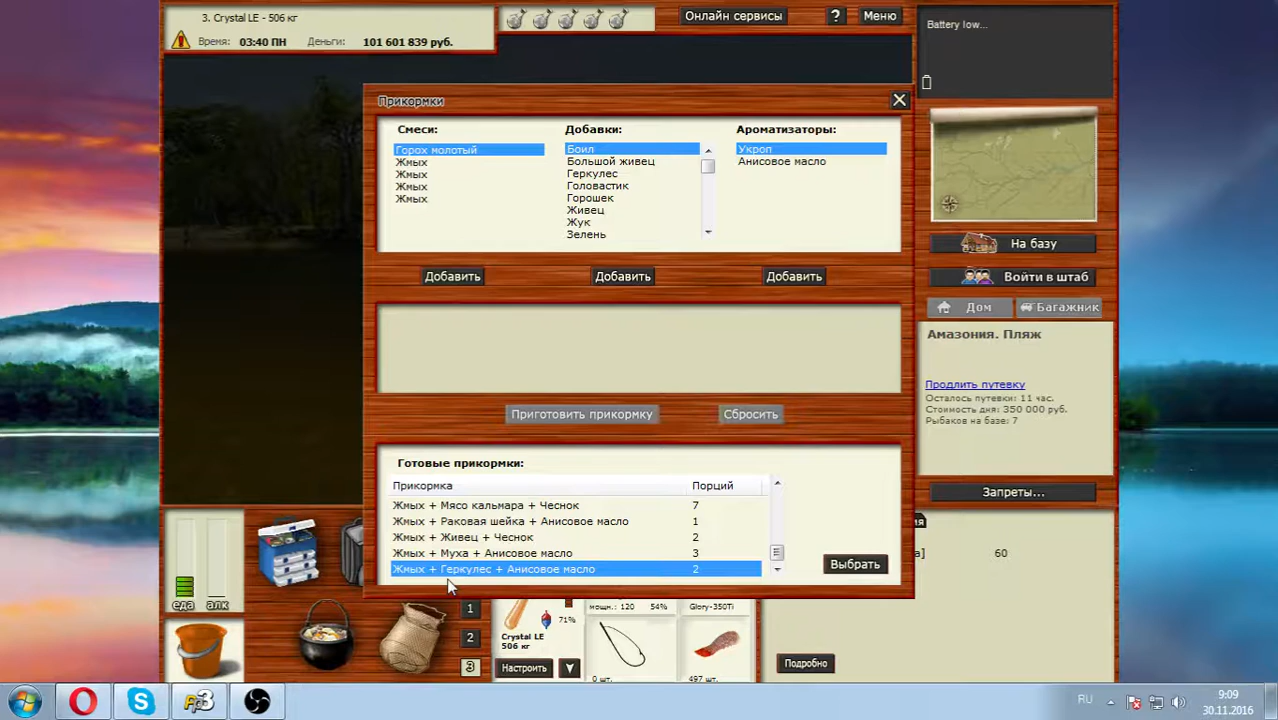 3. Crystal LE - 506 кг
Время: 03:40 ПН Деньги: 101 601 839 руб.
Онлайн сервисы
?
Меню
Battery low...
Прикормки
Смеси:
Горох молотый
Жмых
Жмых
Жмых
Жмых
Добавки:
Боил
Большой живец
Геркулес
Головастик
Горошек
Живец
Жук
Зелень
Ароматизаторы:
Укроп
Анисовое масло
Добавить
Добавить
Добавить
Приготовить прикормку
Сбросить
Готовые прикормки:
Прикормка Порций
Жмых + Мясо кальмара + Чеснок 7
Жмых + Раковая шейка + Анисовое масло 1
Жмых + Живец + Чеснок 2
Жмых + Муха + Анисовое масло 3
Жмых + Геркулес + Анисовое масло 2
Выбрать
На базу
Войти в штаб
Дом
Багажник
Амазония. Пляж
Продлить путевку
Осталось путевки: 11 час.
Стоимость дня: 350 000 руб.
Рыбаков на базе: 7
Запреты...
60
еда
алк
1
2
3
71%
Crystal LE
506 кг
Настроить
мощн.: 120 54%
0 шт.
Glory-350Ti
497 шт.
Подробно
RU
9:09
30.11.2016